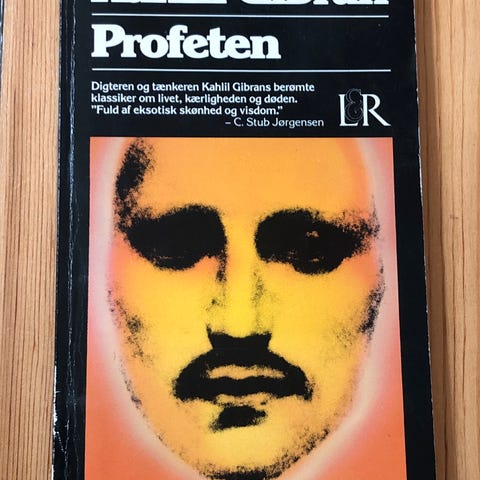 Profeten
Digteren og tænkeren Kahlil Gibrans berømte
klassiker om livet, kærligheden og døden.
"Fuld af eksotisk skønhed og visdom."
– C. Stub Jørgensen
L&R